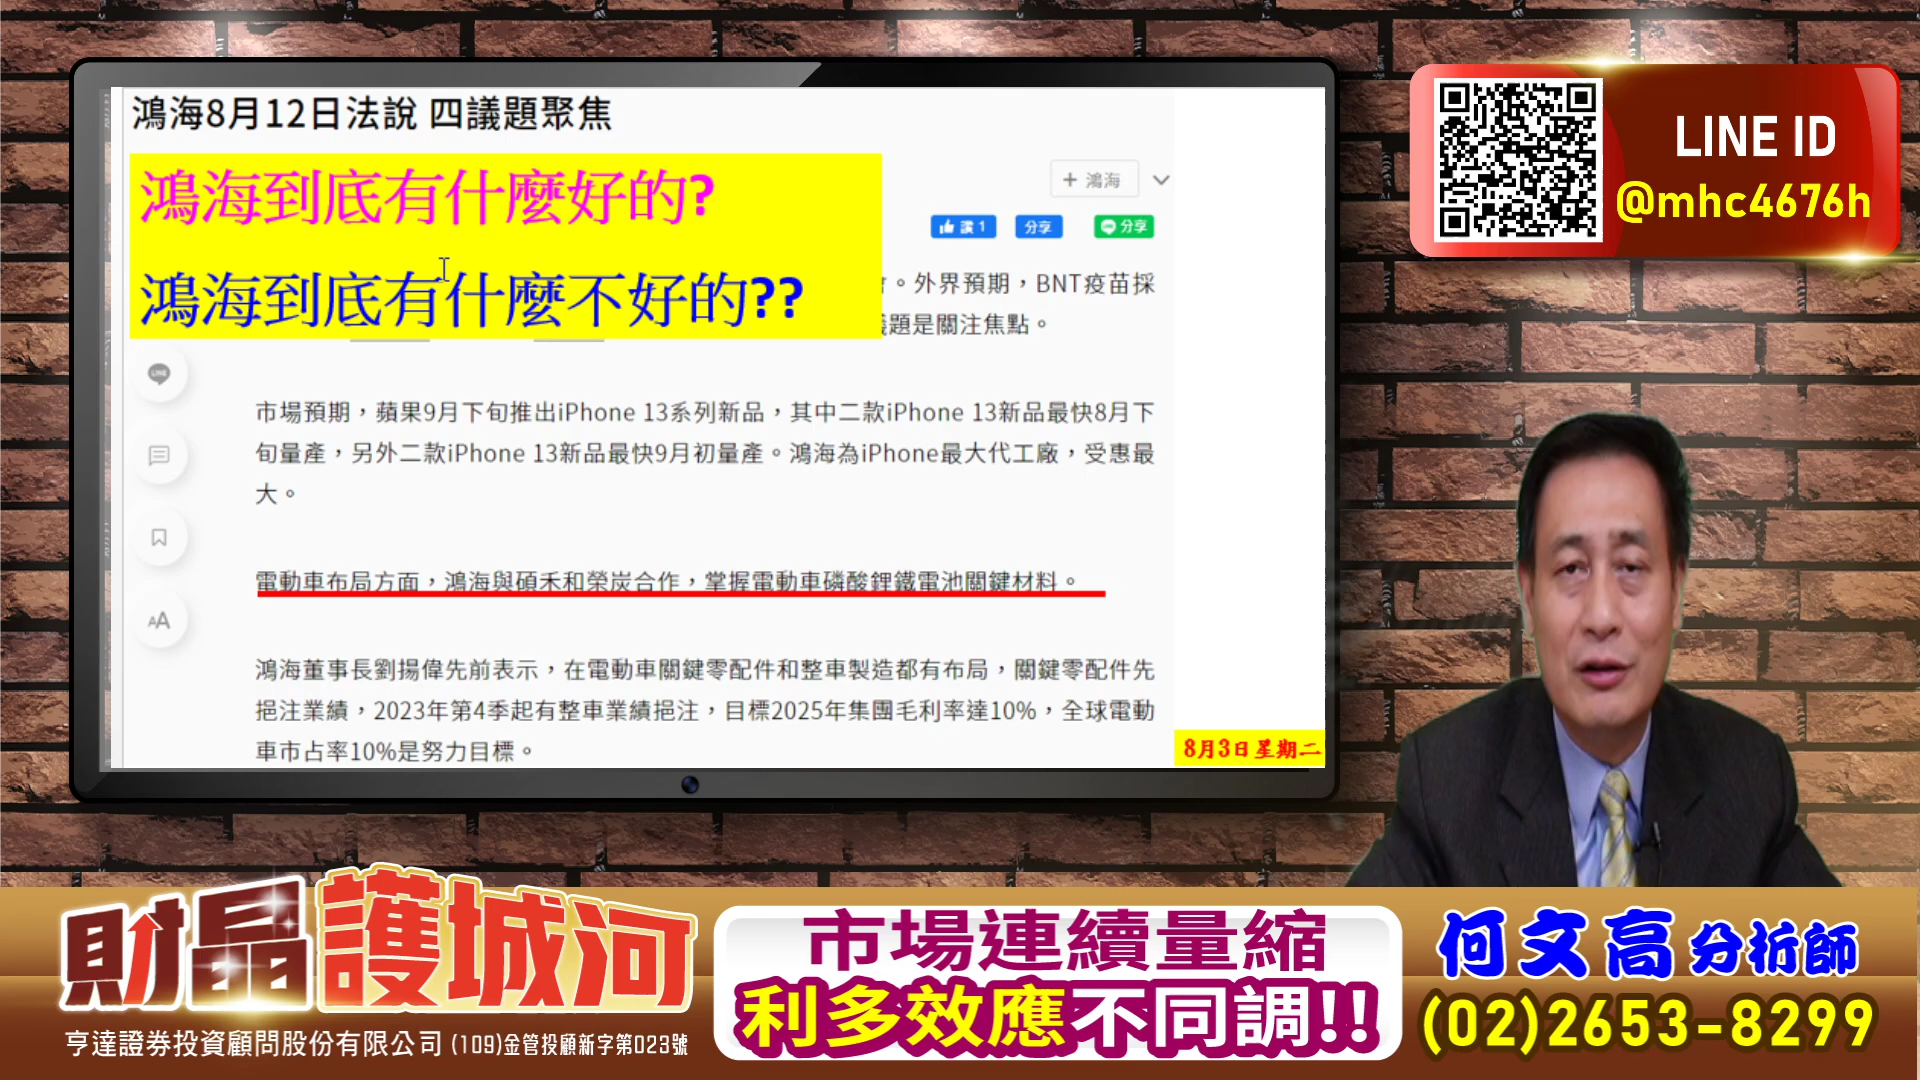 鴻海8月12日法說 四議題聚焦
鴻海到底有什麼好的?
鴻海到底有什麼不好的??
+ 鴻海
讚 1
分享
分享
。外界預期，BNT疫苗採
議題是關注焦點。
市場預期，蘋果9月下旬推出iPhone 13系列新品，其中二款iPhone 13新品最快8月下
旬量產，另外二款iPhone 13新品最快9月初量產。鴻海為iPhone最大代工廠，受惠最
大。
電動車布局方面，鴻海與碩禾和榮炭合作，掌握電動車磷酸鋰鐵電池關鍵材料。
鴻海董事長劉揚偉先前表示，在電動車關鍵零配件和整車製造都有布局，關鍵零配件先
挹注業績，2023年第4季起有整車業績挹注，目標2025年集團毛利率達10%，全球電動
車市占率10%是努力目標。
LINE
AA
8月3日星期二
LINE ID
@mhc4676h
財晶護城河
亨達證券投資顧問股份有限公司 (109)金管投顧新字第023號
市場連續量縮
利多效應不同調!!
何文高分析師
(02)2653-8299